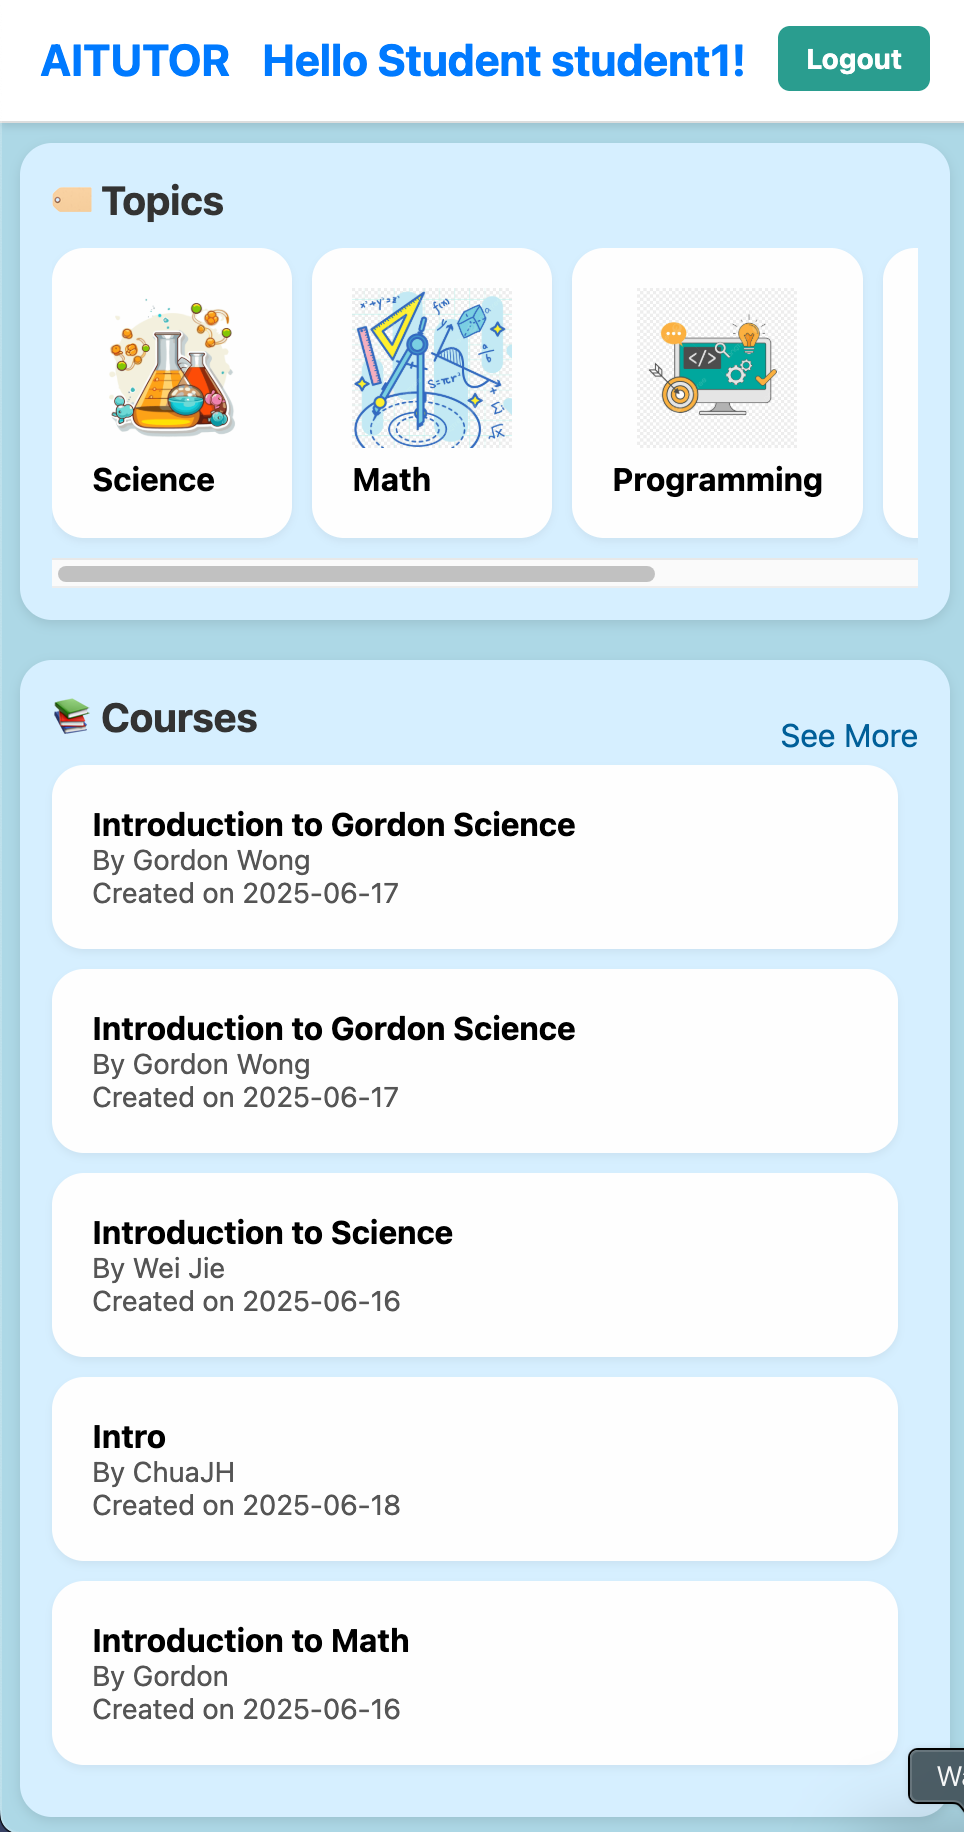 AITUTOR Hello Student student1! Logout
Topics
Science Math Programming
Courses
See More
Introduction to Gordon Science
By Gordon Wong
Created on 2025-06-17
Introduction to Gordon Science
By Gordon Wong
Created on 2025-06-17
Introduction to Science
By Wei Jie
Created on 2025-06-16
Intro
By ChuaJH
Created on 2025-06-18
Introduction to Math
By Gordon
Created on 2025-06-16